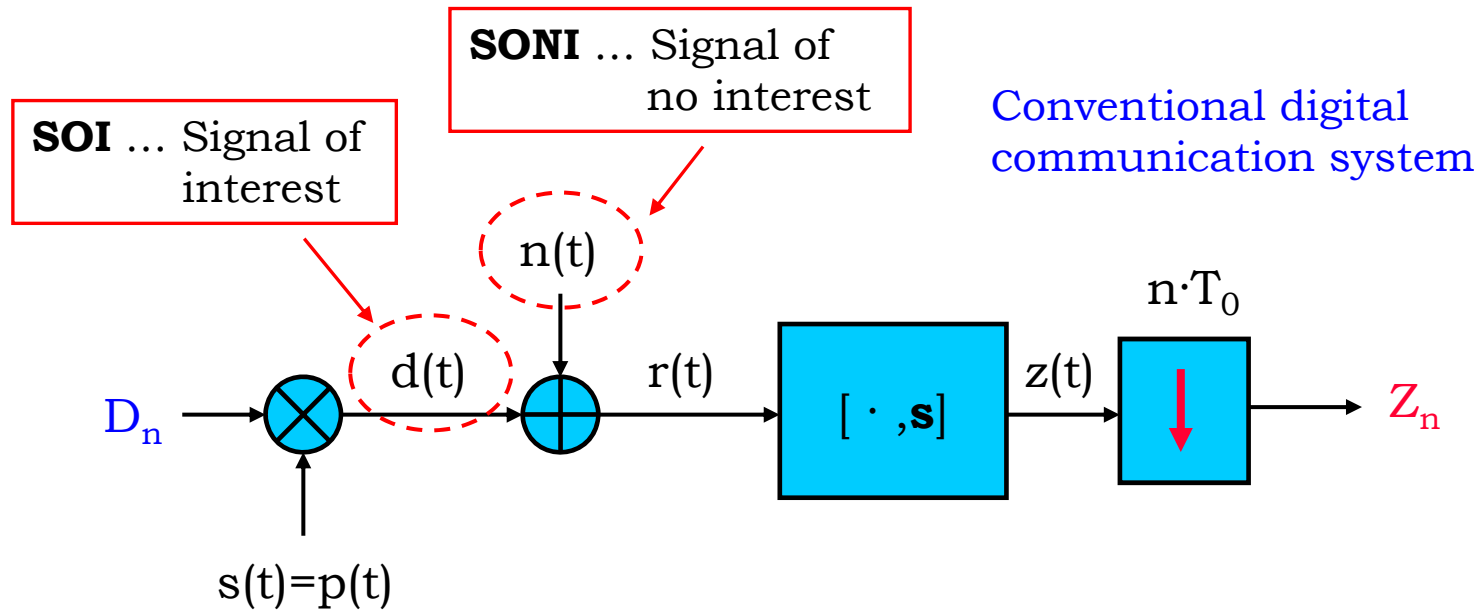 SONI ... Signal of
no interest
SOI ... Signal of
interest
Conventional digital
communication system
n(t)
n·T₀
d(t)
r(t)
z(t)
Dₙ
[ · ,s]
Zₙ
s(t)=p(t)